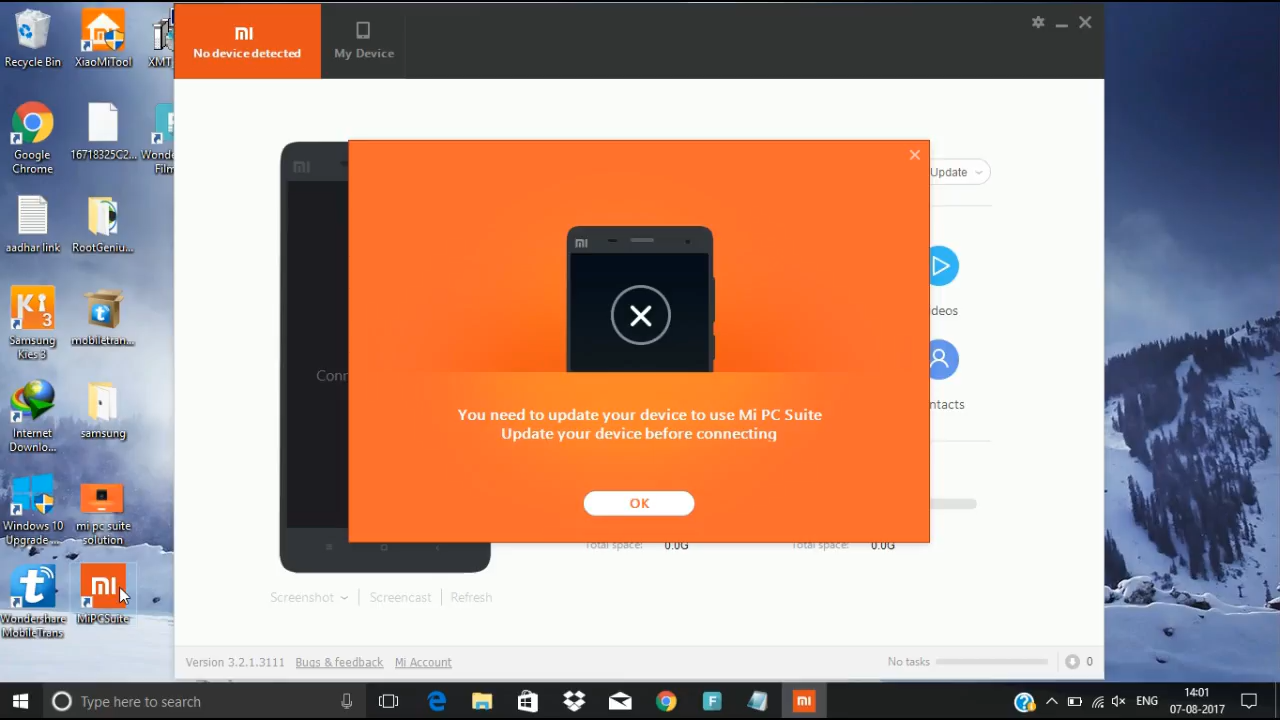 Recycle Bin
XiaoMiTool
XMT
Google
Chrome
16718325C2...
Wond
Film
aadhar link
RootGeniu...
Samsung
Kies 3
mobiletran...
Internet
Downlo...
samsung
Windows 10
Upgrade ...
mi pc suite
solution
Wondershare
MobileTrans
MiPCSuite
No device detected
My Device
Conn
Update
deos
ntacts
You need to update your device to use Mi PC Suite
Update your device before connecting
OK
Total space: 0.0G
Total space: 0.0G
Screenshot
Screencast
Refresh
Version 3.2.1.3111
Bugs & feedback
Mi Account
No tasks
0
Type here to search
ENG
14:01
07-08-2017